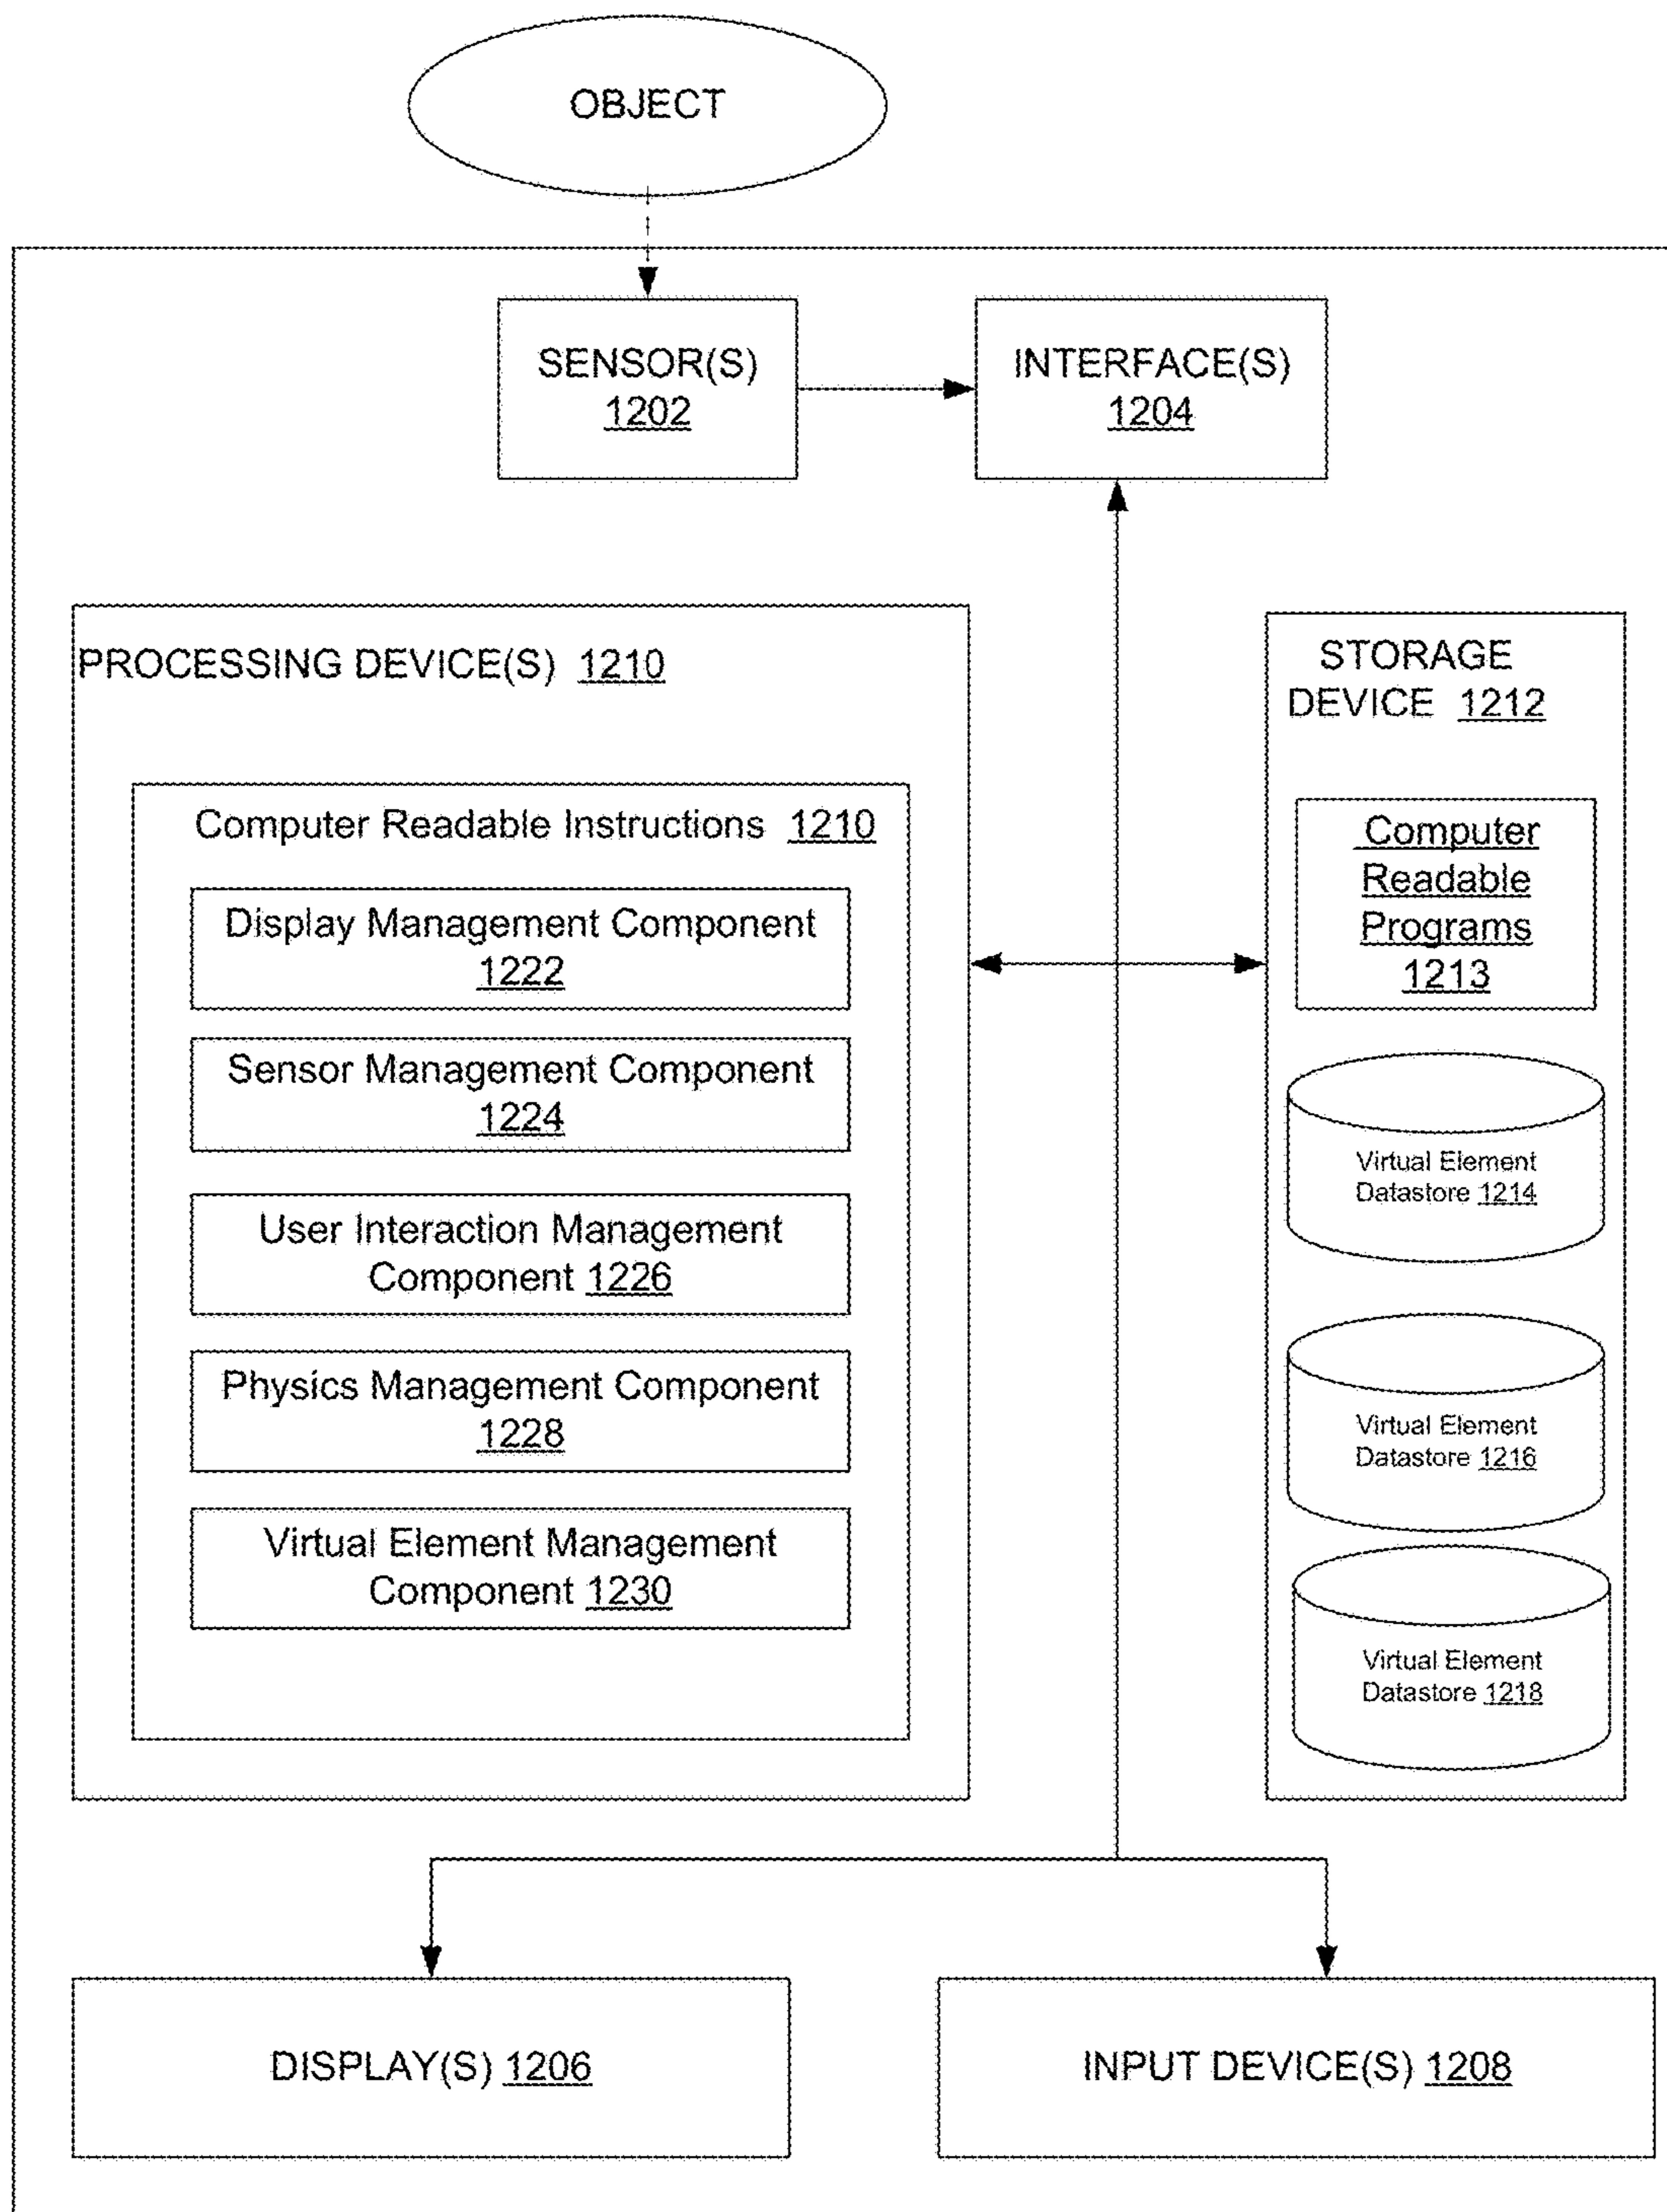 OBJECT
SENSOR(S)
1202
INTERFACE(S)
1204
PROCESSING DEVICE(S) 1210
Computer Readable Instructions 1210
Display Management Component
1222
Sensor Management Component
1224
User Interaction Management
Component 1226
Physics Management Component
1228
Virtual Element Management
Component 1230
STORAGE
DEVICE 1212
Computer
Readable
Programs
1213
Virtual Element
Datastore 1214
Virtual Element
Datastore 1216
Virtual Element
Datastore 1218
DISPLAY(S) 1206
INPUT DEVICE(S) 1208